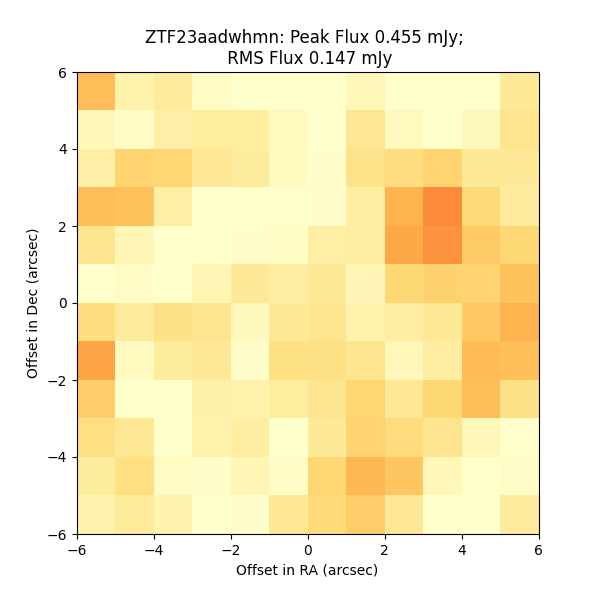 ZTF23aadwhmn: Peak Flux 0.455 mJy;
RMS Flux 0.147 mJy
6
4
2
0
−2
−4
−6
Offset in Dec (arcsec)
−6 −4 −2 0 2 4 6
Offset in RA (arcsec)